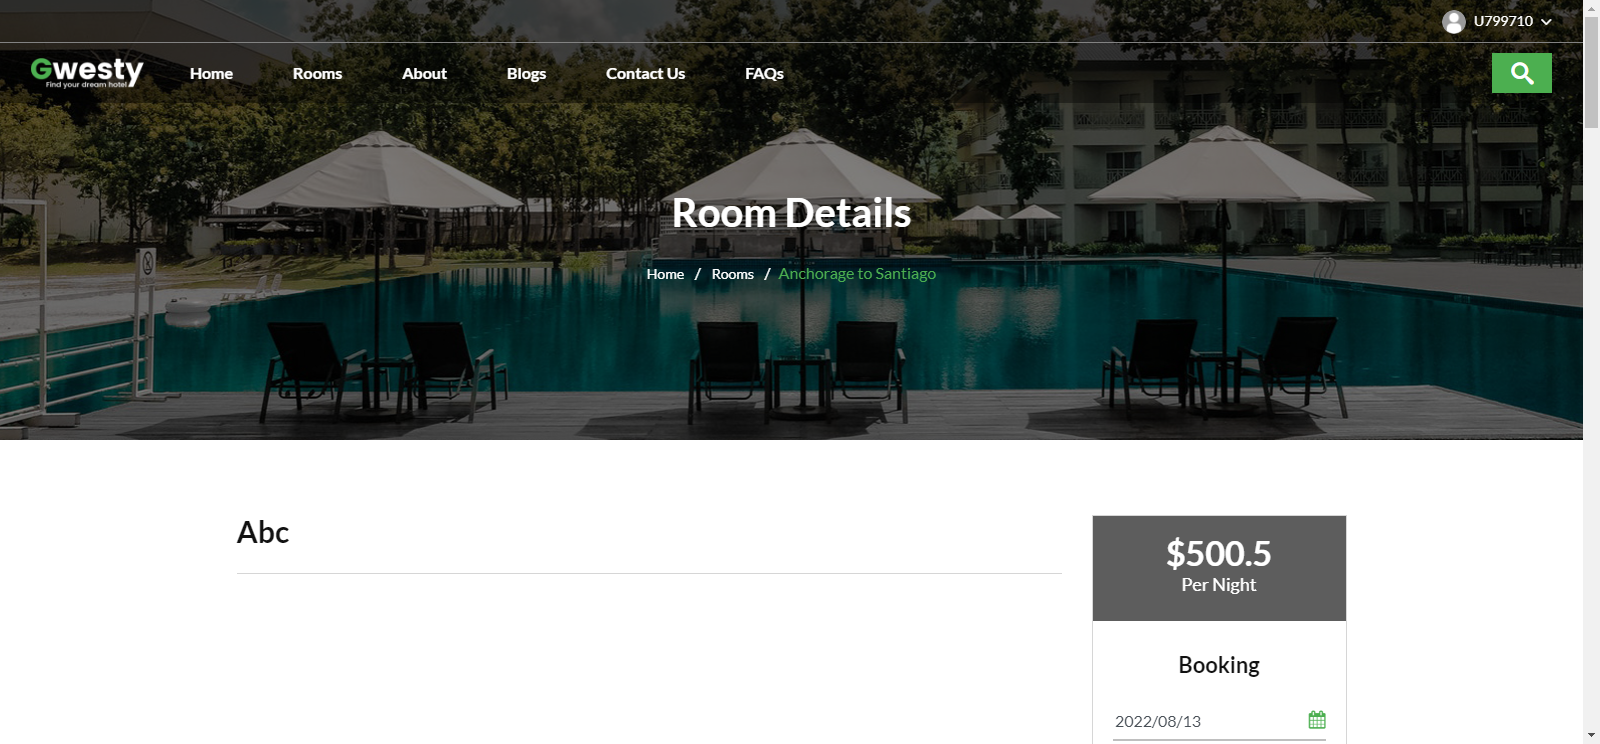 U799710
Gwesty
Find your dream hotel
Home
Rooms
About
Blogs
Contact Us
FAQs
Room Details
Home / Rooms / Anchorage to Santiago
Abc
$500.5
Per Night
Booking
2022/08/13